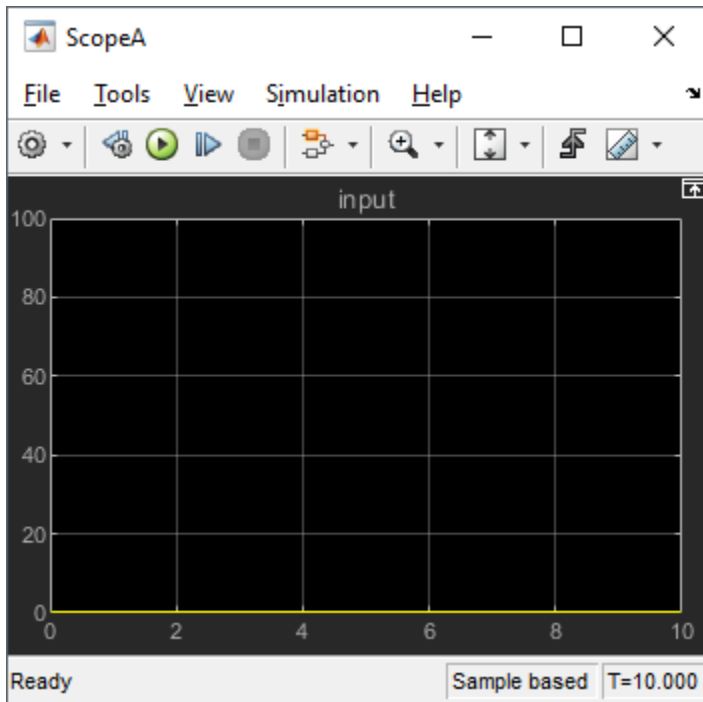 ScopeA
File Tools View Simulation Help
input
100
80
60
40
20
0
0 2 4 6 8 10
Ready Sample based T=10.000